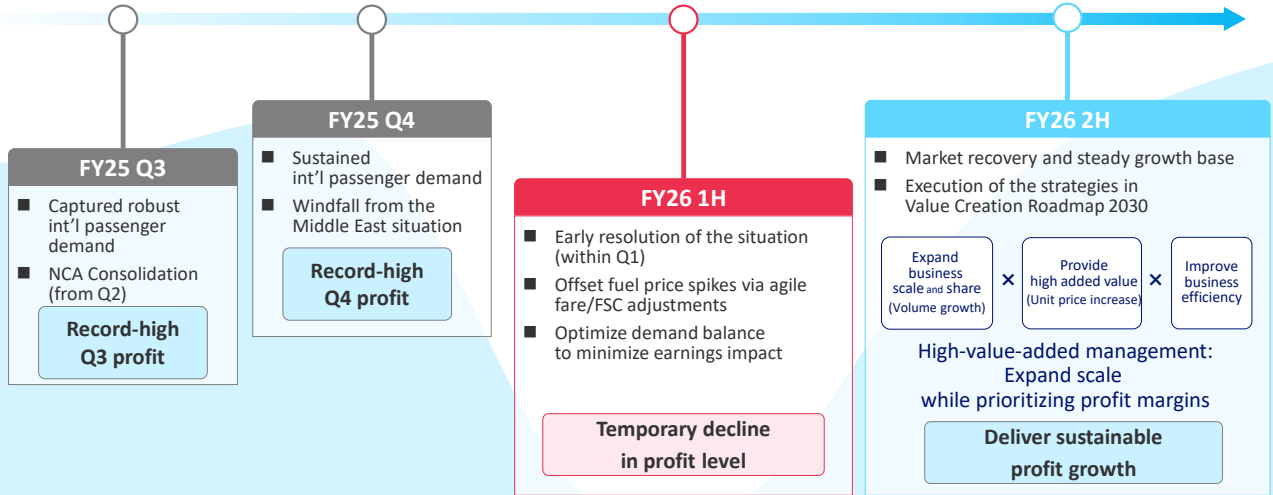 FY25 Q3
■ Captured robust
int'l passenger
demand
■ NCA Consolidation
(from Q2)
Record-high
Q3 profit
FY25 Q4
■ Sustained
int'l passenger demand
■ Windfall from the
Middle East situation
Record-high
Q4 profit
FY26 1H
■ Early resolution of the situation
(within Q1)
■ Offset fuel price spikes via agile
fare/FSC adjustments
■ Optimize demand balance
to minimize earnings impact
Temporary decline
in profit level
FY26 2H
■ Market recovery and steady growth base
■ Execution of the strategies in
Value Creation Roadmap 2030
Expand
business
scale and share
(Volume growth)
×
Provide
high added value
(Unit price increase)
×
Improve
business
efficiency
High-value-added management:
Expand scale
while prioritizing profit margins
Deliver sustainable
profit growth